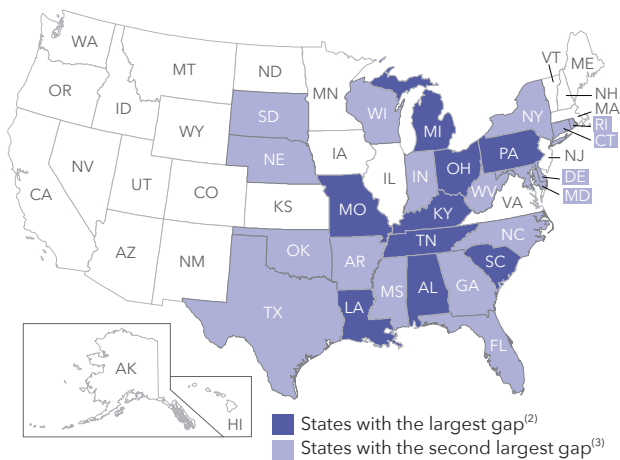 WA
MT
ND
MN
VT
ME
OR
ID
SD
WI
NY
NH
MA
RI
CT
WY
MI
NE
IA
PA
NJ
NV
UT
IL
IN
OH
DE
MD
CA
CO
KS
MO
WV
VA
KY
AZ
NM
OK
AR
TN
NC
SC
TX
LA
MS
AL
GA
FL
AK
HI
States with the largest gap(2)
States with the second largest gap(3)